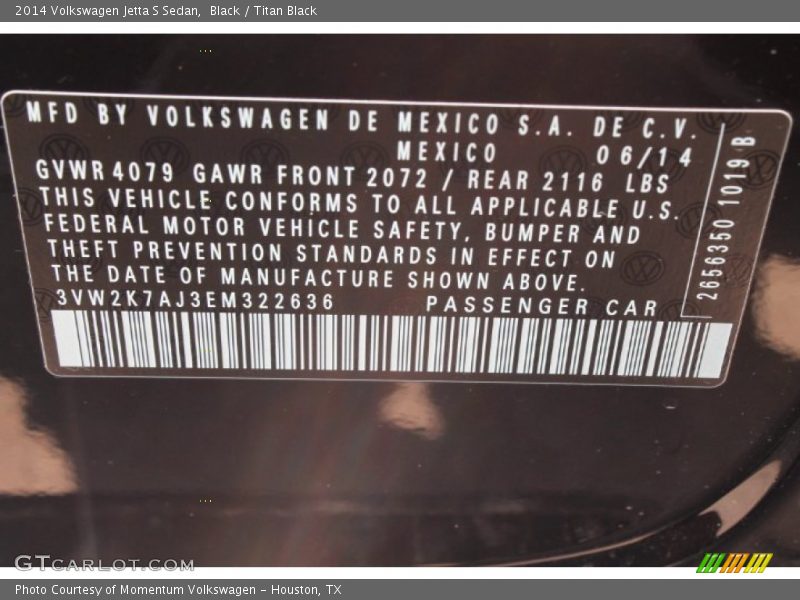 2014 Volkswagen Jetta S Sedan,  Black / Titan Black
MFD BY VOLKSWAGEN DE MEXICO S.A. DE C.V.
MEXICO 06/14
GVWR 4079 GAWR FRONT 2072 / REAR 2116 LBS
THIS VEHICLE CONFORMS TO ALL APPLICABLE U.S.
FEDERAL MOTOR VEHICLE SAFETY, BUMPER AND
THEFT PREVENTION STANDARDS IN EFFECT ON
THE DATE OF MANUFACTURE SHOWN ABOVE.
3VW2K7AJ3EM322636 PASSENGER CAR
2656350 1019 B
GTCARLOT.COM
Photo Courtesy of Momentum Volkswagen – Houston, TX